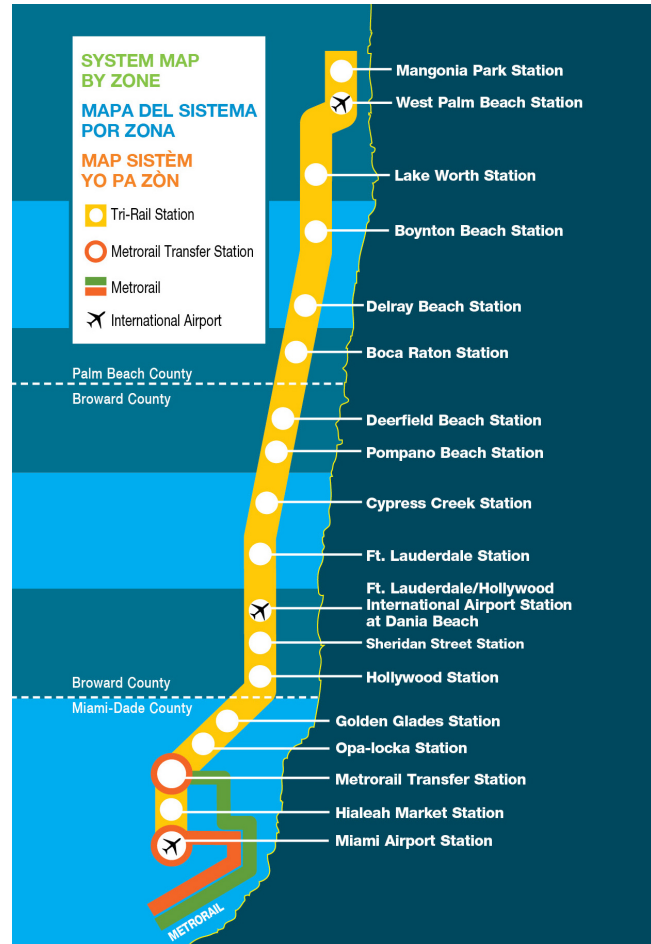 SYSTEM MAP
BY ZONE
MAPA DEL SISTEMA
POR ZONA
MAP SISTÈM
YO PA ZÒN
Tri-Rail Station
Metrorail Transfer Station
Metrorail
International Airport
Mangonia Park Station
West Palm Beach Station
Lake Worth Station
Boynton Beach Station
Delray Beach Station
Boca Raton Station
Palm Beach County
Broward County
Deerfield Beach Station
Pompano Beach Station
Cypress Creek Station
Ft. Lauderdale Station
Ft. Lauderdale/Hollywood
International Airport Station
at Dania Beach
Sheridan Street Station
Hollywood Station
Broward County
Miami-Dade County
Golden Glades Station
Opa-locka Station
Metrorail Transfer Station
Hialeah Market Station
Miami Airport Station
METRORAIL